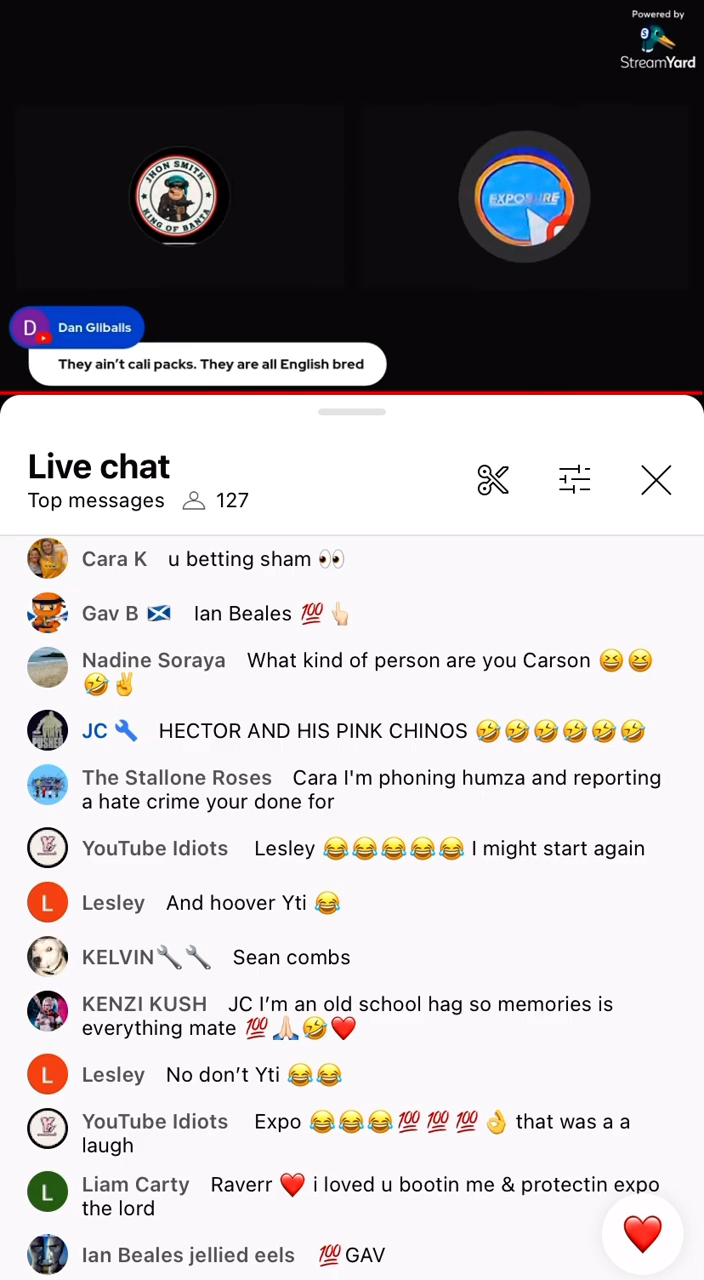 Powered by
StreamYard
JHON SMITH
KING OF BANTA
EXPOSURE
D Dan Gliballs
They ain't cali packs. They are all English bred
Live chat
Top messages 127
Cara K u betting sham 👀
Gav B 🏴󠁧󠁢󠁳󠁣󠁴󠁿 Ian Beales 💯👆🏻
Nadine Soraya What kind of person are you Carson 😆😆
🤣✌️
JC 🔧 HECTOR AND HIS PINK CHINOS 🤣🤣🤣🤣🤣🤣
The Stallone Roses Cara I'm phoning humza and reporting
a hate crime your done for
YouTube Idiots Lesley 😂😂😂😂😂 I might start again
L Lesley And hoover Yti 😂
KELVIN🔧🔧 Sean combs
KENZI KUSH JC I'm an old school hag so memories is
everything mate 💯🙏🏻🤣❤️
L Lesley No don't Yti 😂😂
YouTube Idiots Expo 😂😂😂💯💯💯👌 that was a a
laugh
L Liam Carty Raverr ❤️ i loved u bootin me & protectin expo
the lord
Ian Beales jellied eels 💯GAV